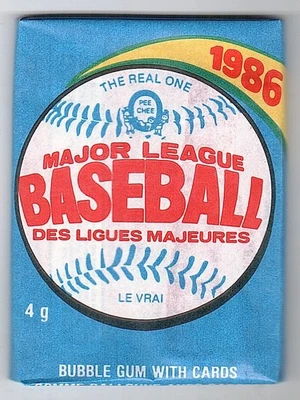 1986
THE REAL ONE
PEE
CHEE
MAJOR LEAGUE
BASEBALL
DES LIGUES MAJEURES
LE VRAI
4 g
BUBBLE GUM WITH CARDS